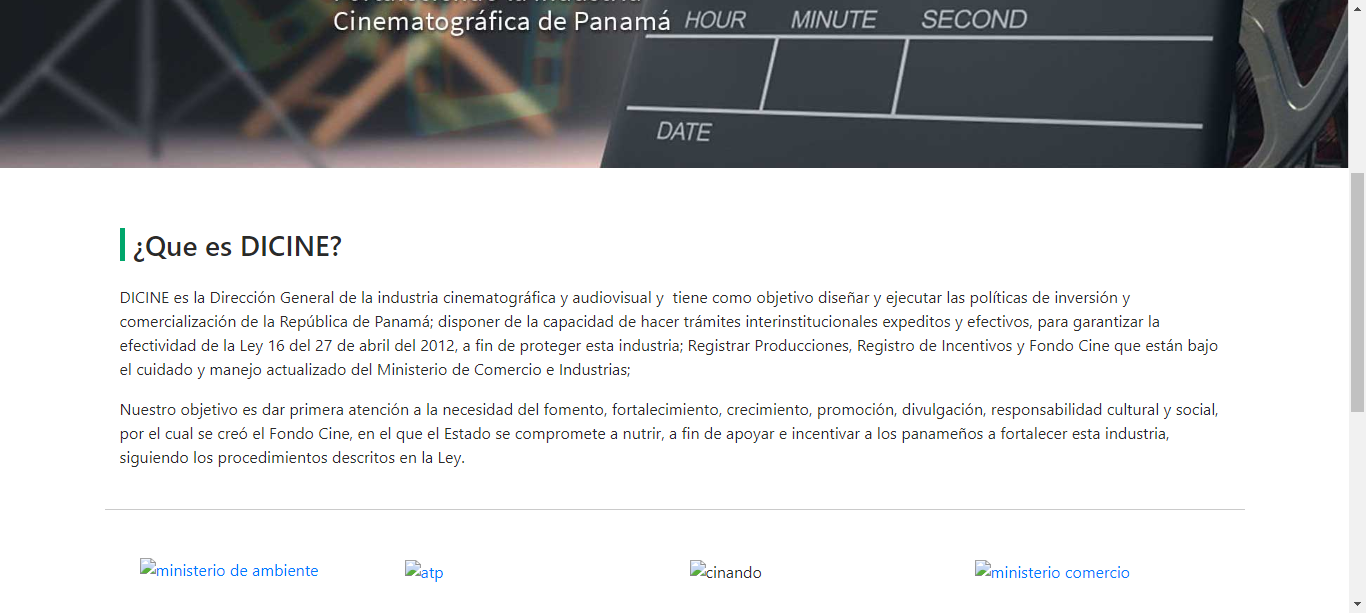 Fortaleciendo la Industria
Cinematográfica de Panamá
HOUR MINUTE SECOND
DATE
¿Que es DICINE?
DICINE es la Dirección General de la industria cinematográfica y audiovisual y  tiene como objetivo diseñar y ejecutar las políticas de inversión y
comercialización de la República de Panamá; disponer de la capacidad de hacer trámites interinstitucionales expeditos y efectivos, para garantizar la
efectividad de la Ley 16 del 27 de abril del 2012, a fin de proteger esta industria; Registrar Producciones, Registro de Incentivos y Fondo Cine que están bajo
el cuidado y manejo actualizado del Ministerio de Comercio e Industrias;
Nuestro objetivo es dar primera atención a la necesidad del fomento, fortalecimiento, crecimiento, promoción, divulgación, responsabilidad cultural y social,
por el cual se creó el Fondo Cine, en el que el Estado se compromete a nutrir, a fin de apoyar e incentivar a los panameños a fortalecer esta industria,
siguiendo los procedimientos descritos en la Ley.
ministerio de ambiente
atp
cinando
ministerio comercio